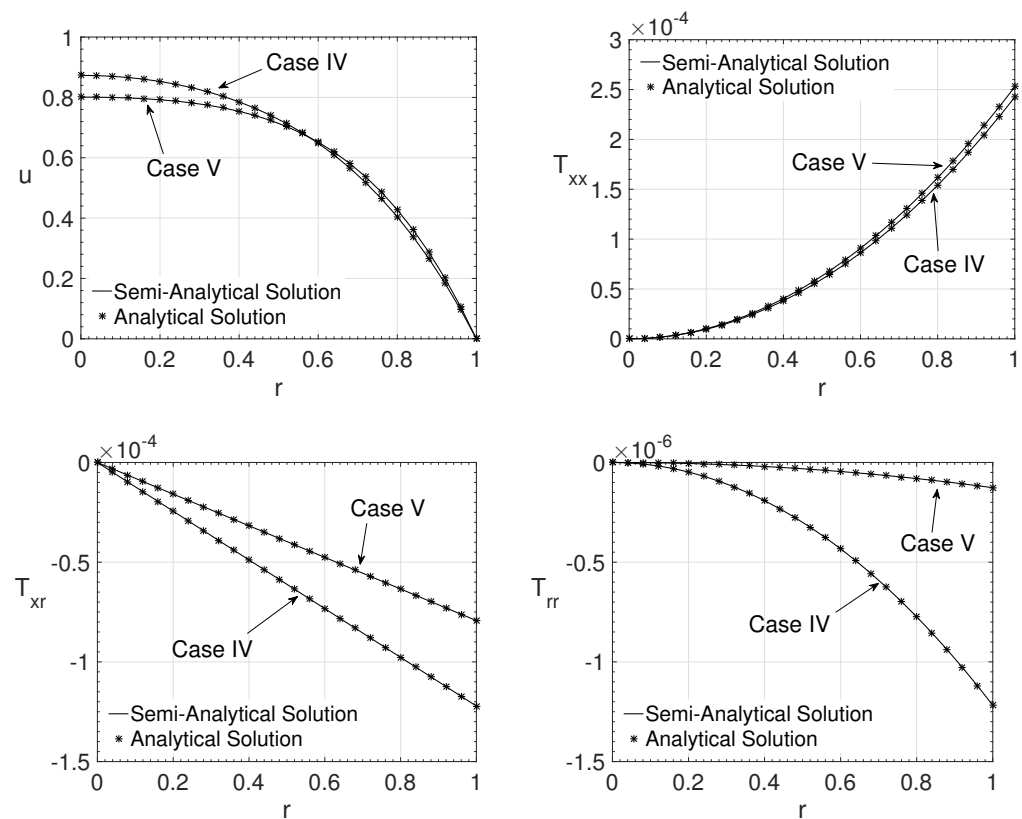 1
0.8
0.6
0.4
0.2
0
u
0 0.2 0.4 0.6 0.8 1
r
Case IV
Case V
Semi-Analytical Solution
Analytical Solution
×10-4
3
2.5
2
1.5
1
0.5
0
Txx
0 0.2 0.4 0.6 0.8 1
r
Semi-Analytical Solution
Analytical Solution
Case V
Case IV
×10-4
0
-0.5
-1
-1.5
Txr
0 0.2 0.4 0.6 0.8 1
r
Case V
Case IV
Semi-Analytical Solution
Analytical Solution
×10-6
0
-0.5
-1
-1.5
Trr
0 0.2 0.4 0.6 0.8 1
r
Case V
Case IV
Semi-Analytical Solution
Analytical Solution